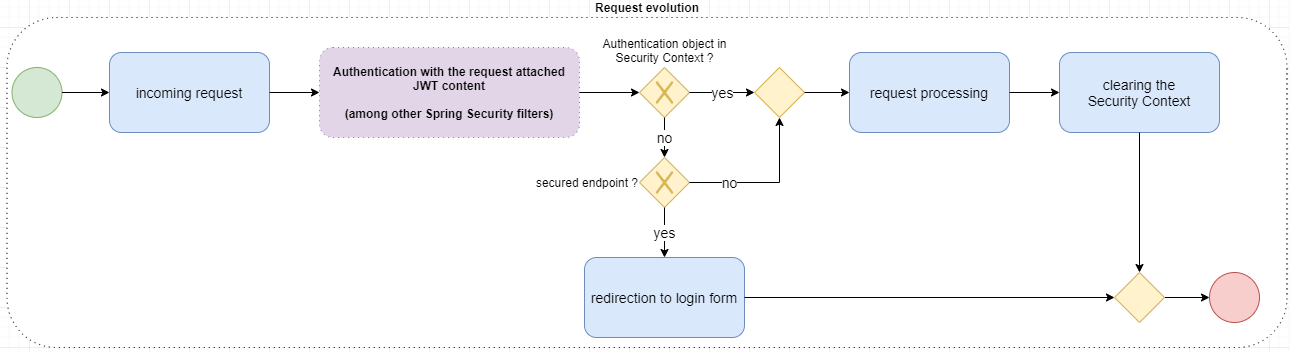 Request evolution
Authentication object in
Security Context ?
incoming request
Authentication with the request attached
JWT content
(among other Spring Security filters)
yes
request processing
clearing the
Security Context
no
secured endpoint ?
no
yes
redirection to login form